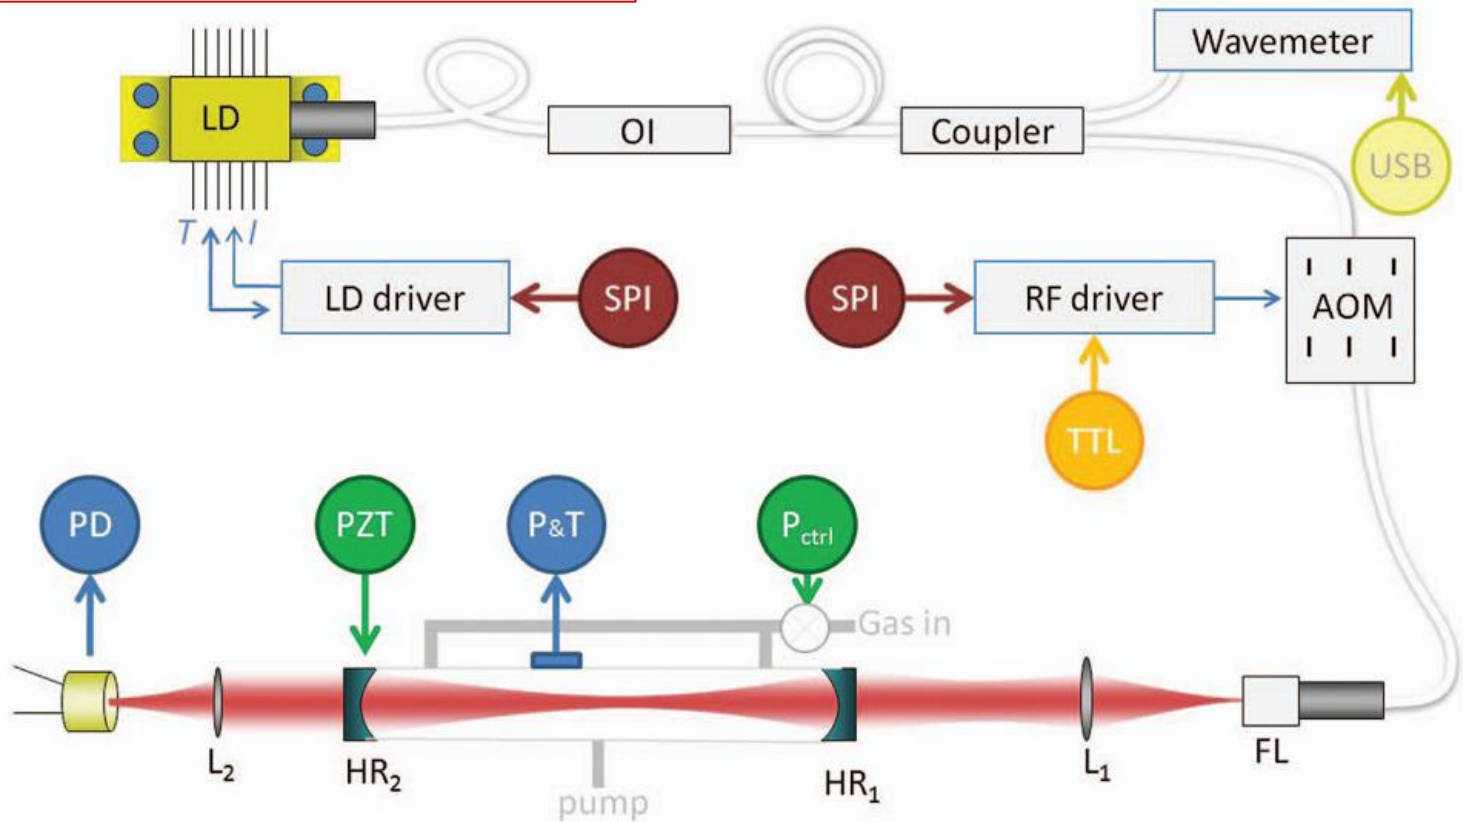 Wavemeter
LD
OI
Coupler
USB
T
I
LD driver
SPI
SPI
RF driver
AOM
TTL
PD
PZT
P&T
Pctrl
Gas in
L2
HR2
HR1
L1
FL
pump